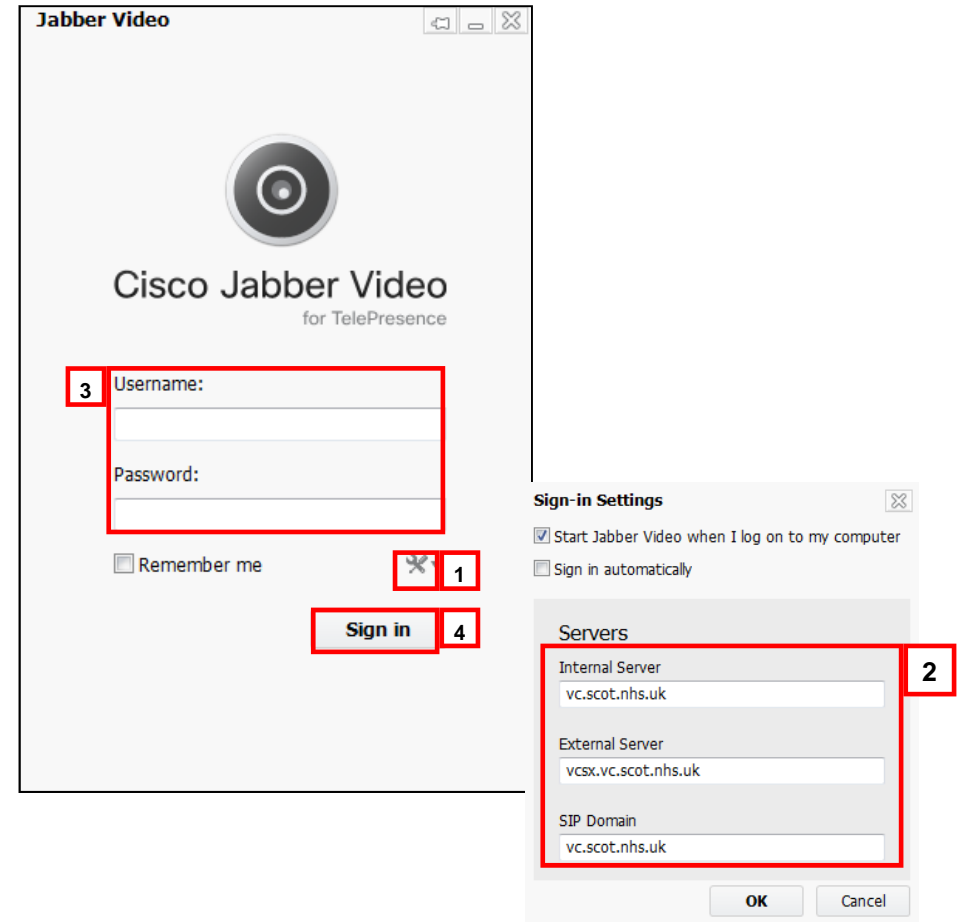 Jabber Video
Cisco Jabber Video
for TelePresence
3
Username:
Password:
Remember me
1
Sign in
4
Sign-in Settings
Start Jabber Video when I log on to my computer
Sign in automatically
Servers
2
Internal Server
vc.scot.nhs.uk
External Server
vcsx.vc.scot.nhs.uk
SIP Domain
vc.scot.nhs.uk
OK
Cancel